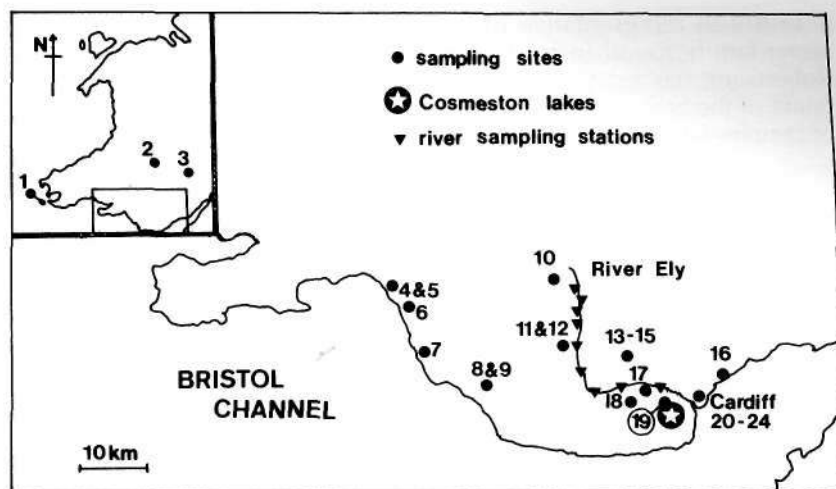 N
sampling sites
Cosmeston lakes
river sampling stations
2
3
1
10
River Ely
4&5
6
11&12
13-15
7
16
8&9
17
BRISTOL
CHANNEL
18
Cardiff
19
20-24
10km